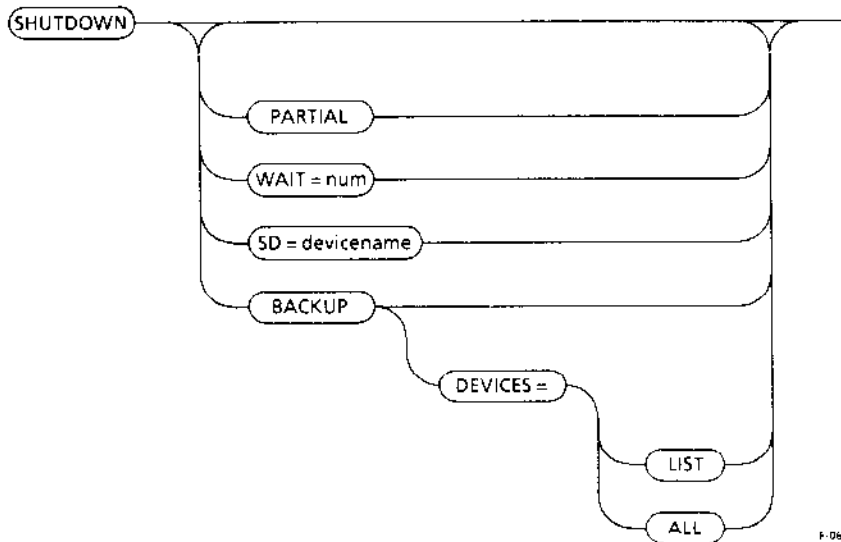 SHUTDOWN
PARTIAL
WAIT = num
SD = devicename
BACKUP
DEVICES =
LIST
ALL
F-06